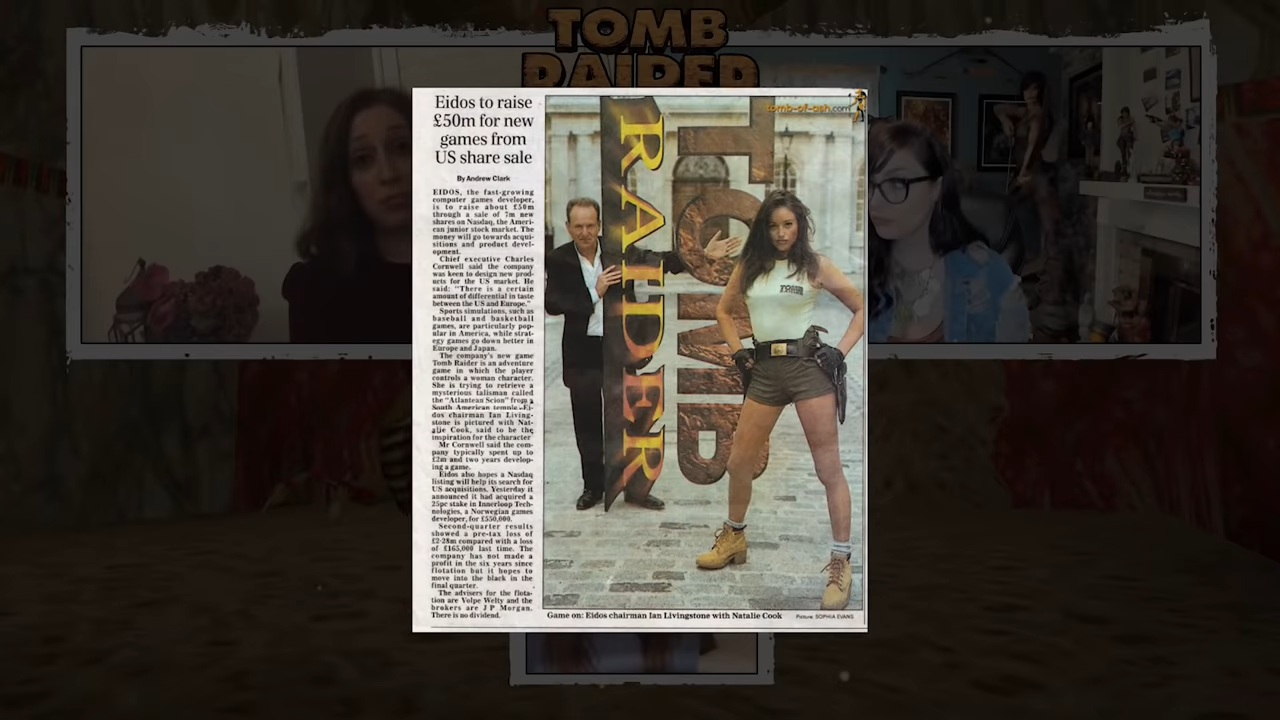 TOMB
RAIDER
Eidos to raise
£50m for new
games from
US share sale
By Andrew Clark
EIDOS, the fast-growing
computer games developer,
is to raise about £50m
through a sale of 7m new
shares on Nasdaq, the Ameri-
can junior stock market. The
money will go towards acqui-
sitions and product devel-
opment.
Chief executive Charles
Cornwell said the company
was keen to design new prod-
ucts for the US market. He
said: "There is a certain
amount of differential in taste
between the US and Europe."
Sports simulations, such as
baseball and basketball
games, are particularly pop-
ular in America, while strat-
egy games go down better in
Europe and Japan.
The company's new game
Tomb Raider is an adventure
game in which the player
controls a woman character.
She is trying to retrieve a
mysterious talisman called
the "Atlantean Scion" from a
South American temple. Ei-
dos chairman Ian Living-
stone is pictured with Nat-
alie Cook, said to be the
inspiration for the character
Mr Cornwell said the com-
pany typically spent up to
£2m and two years develop-
ing a game.
Eidos also hopes a Nasdaq
listing will help its search for
US acquisitions. Yesterday it
announced it had acquired a
25pc stake in Innerloop Tech-
nologies, a Norwegian games
developer, for £550,000.
Second-quarter results
showed a pre-tax loss of
£2·28m compared with a loss
of £165,000 last time. The
company has not made a
profit in the six years since
flotation but it hopes to
move into the black in the
final quarter.
The advisers for the flota-
tion are Volpe Welty and the
brokers are J P Morgan.
There is no dividend.
tomb-of-ash.com
RAIDER
TOMB
TOMB
Game on: Eidos chairman Ian Livingstone with Natalie Cook
Picture: SOPHIA EVANS